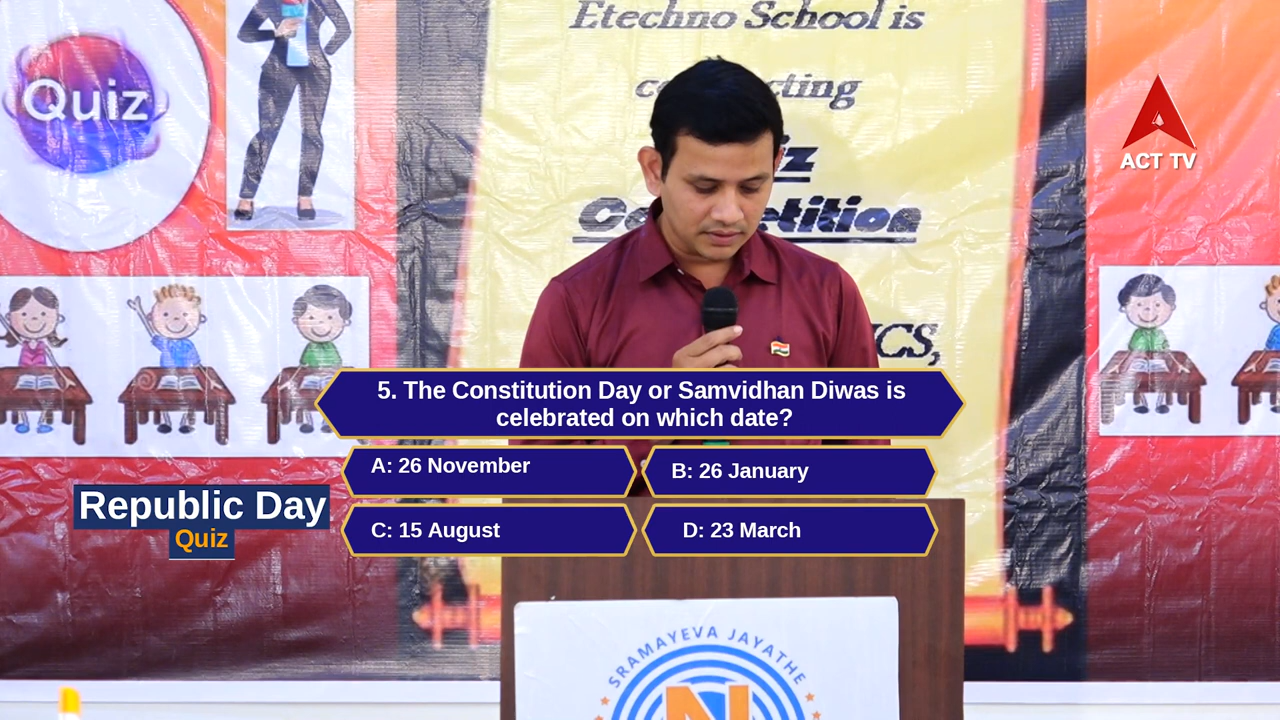 Etechno School is
Quiz
ACT TV
5. The Constitution Day or Samvidhan Diwas is
celebrated on which date?
A: 26 November
B: 26 January
C: 15 August
D: 23 March
Republic Day
Quiz
SRAMAYEVA JAYATHE
N